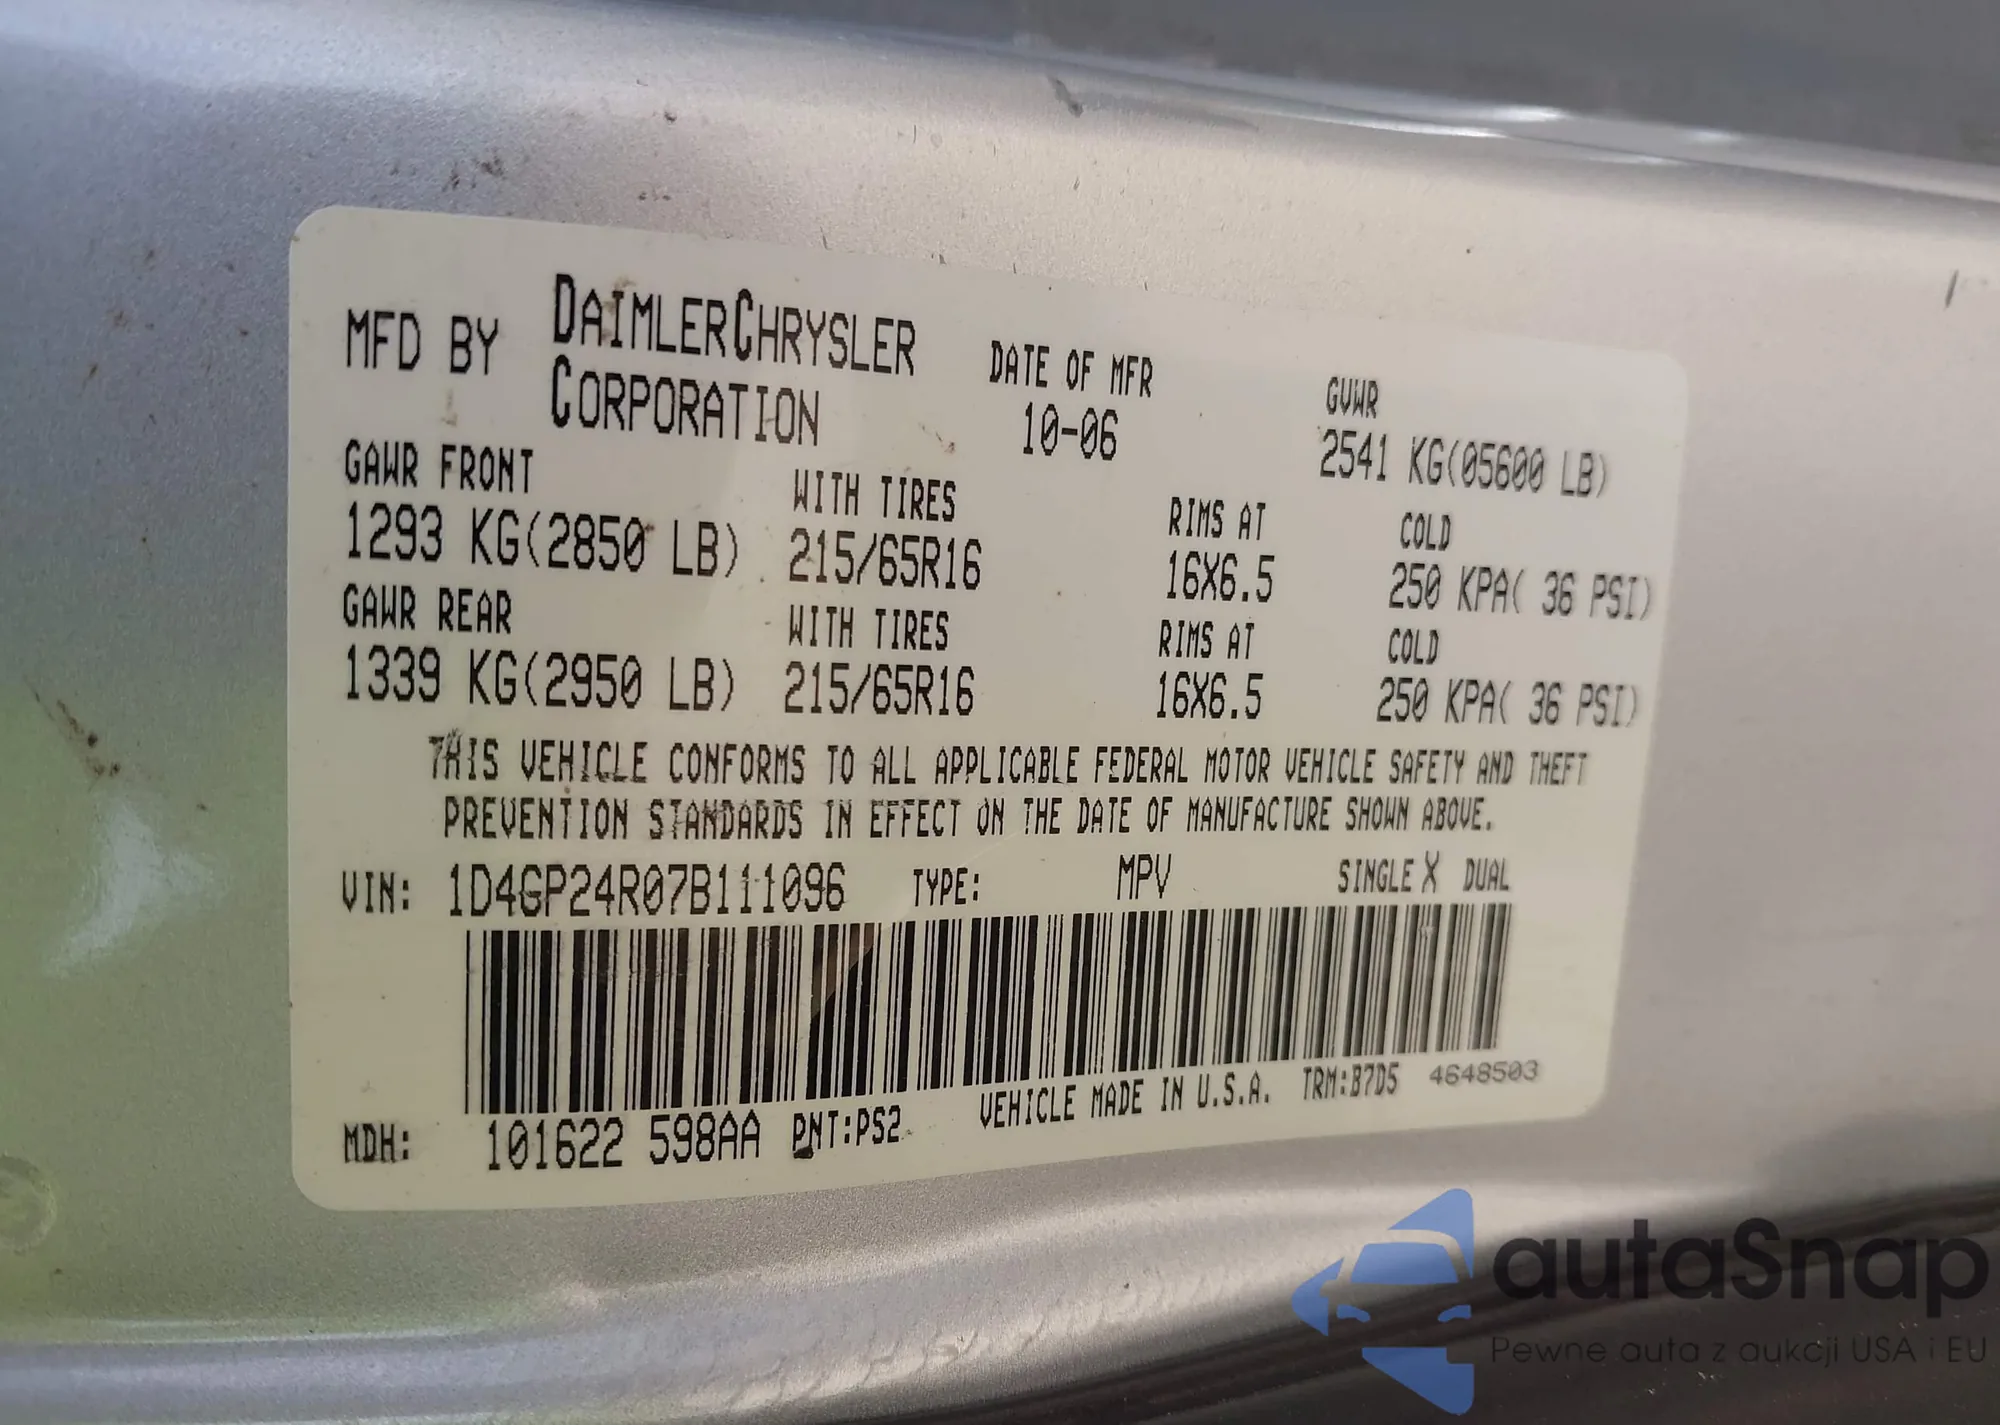 MFD BY DAIMLERCHRYSLER CORPORATION
DATE OF MFR 10-06
GVWR 2541 KG(05600 LB)
GAWR FRONT WITH TIRES RIMS AT COLD
1293 KG(2850 LB) 215/65R16 16X6.5 250 KPA( 36 PSI)
GAWR REAR WITH TIRES RIMS AT COLD
1339 KG(2950 LB) 215/65R16 16X6.5 250 KPA( 36 PSI)
THIS VEHICLE CONFORMS TO ALL APPLICABLE FEDERAL MOTOR VEHICLE SAFETY AND THEFT
PREVENTION STANDARDS IN EFFECT ON THE DATE OF MANUFACTURE SHOWN ABOVE.
VIN: 1D4GP24R07B111096 TYPE: MPV SINGLE X DUAL
MDH: 101622 598AA PNT:PS2 VEHICLE MADE IN U.S.A. TRM:B7D5 4648503
autaSnap
Pewne auta z aukcji USA i EU